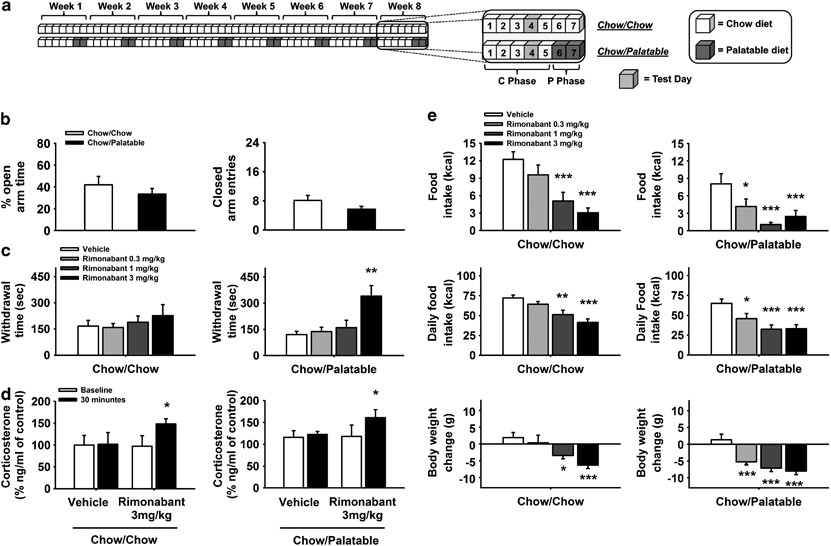 a
Week 1 Week 2 Week 3 Week 4 Week 5 Week 6 Week 7 Week 8
1 2 3 4 5 6 7 Chow/Chow
1 2 3 4 5 6 7 Chow/Palatable
C Phase P Phase
= Chow diet
= Palatable diet
= Test Day
b
Chow/Chow
Chow/Palatable
% open arm time
80
60
40
20
0
Closed arm entries
24
18
12
6
0
c
Vehicle
Rimonabant 0.3 mg/kg
Rimonabant 1 mg/kg
Rimonabant 3 mg/kg
Withdrawal time (sec)
450
300
150
0
Chow/Chow
Withdrawal time (sec)
450
300
150
0
**
Chow/Palatable
d
Baseline
30 minuntes
Corticosterone (% ng/ml of control)
200
150
100
50
0
*
Vehicle Rimonabant 3mg/kg
Chow/Chow
Corticosterone (% ng/ml of control)
200
150
100
50
0
*
Vehicle Rimonabant 3mg/kg
Chow/Palatable
e
Vehicle
Rimonabant 0.3 mg/kg
Rimonabant 1 mg/kg
Rimonabant 3 mg/kg
Food intake (kcal)
15
12
9
6
3
0
*** ***
Chow/Chow
Food intake (kcal)
15
12
9
6
3
0
* *** ***
Chow/Palatable
Daily food intake (kcal)
100
75
50
25
0
** ***
Chow/Chow
Daily Food intake (kcal)
100
75
50
25
0
* *** ***
Chow/Palatable
Body weight change (g)
10
5
0
-5
-10
* ***
Chow/Chow
Body weight change (g)
10
5
0
-5
-10
*** *** ***
Chow/Palatable